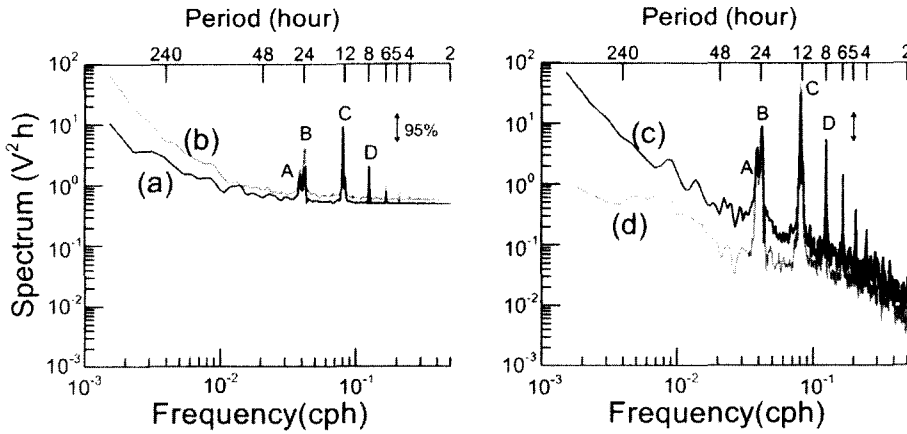 Period (hour)
240 48 24 12 8 6 5 4 2
10² 10¹ 10⁰ 10⁻¹ 10⁻² 10⁻³
Spectrum (V²h)
(b)
(a)
A B C D
95%
10⁻³ 10⁻² 10⁻¹
Frequency(cph)
Period (hour)
240 48 24 12 8 6 5 4 2
10² 10¹ 10⁰ 10⁻¹ 10⁻² 10⁻³
(c)
(d)
A B C D
10⁻³ 10⁻² 10⁻¹
Frequency(cph)